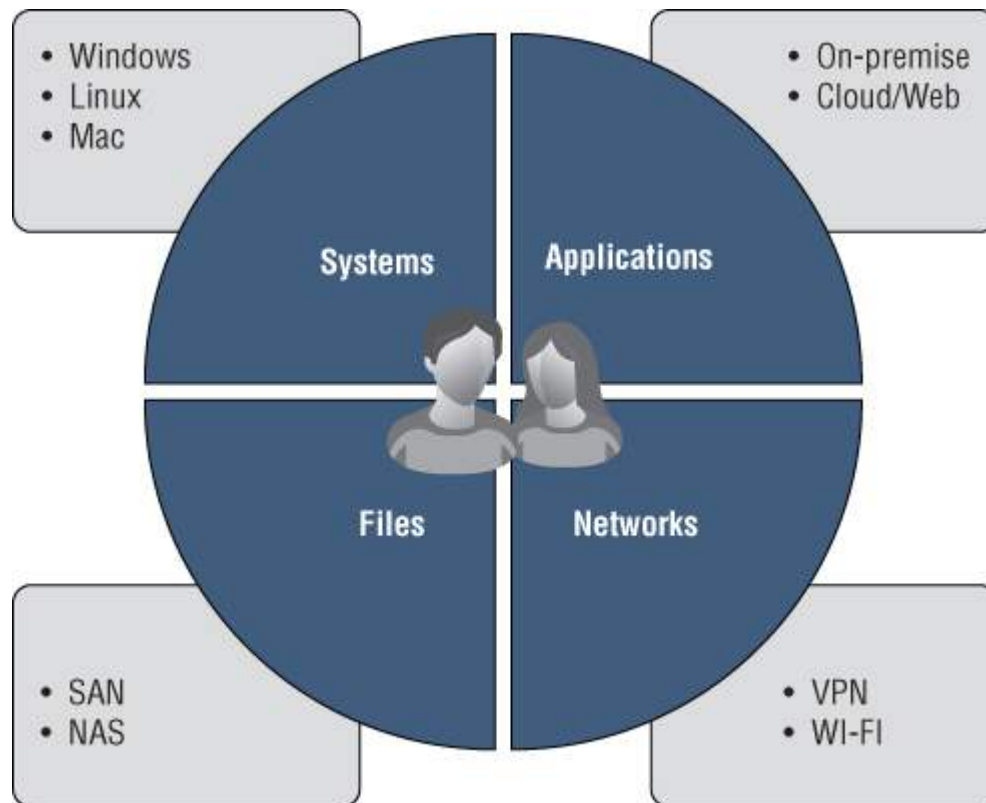 • Windows
• Linux
• Mac
• On-premise
• Cloud/Web
Systems
Applications
Files
Networks
• SAN
• NAS
• VPN
• WI-FI